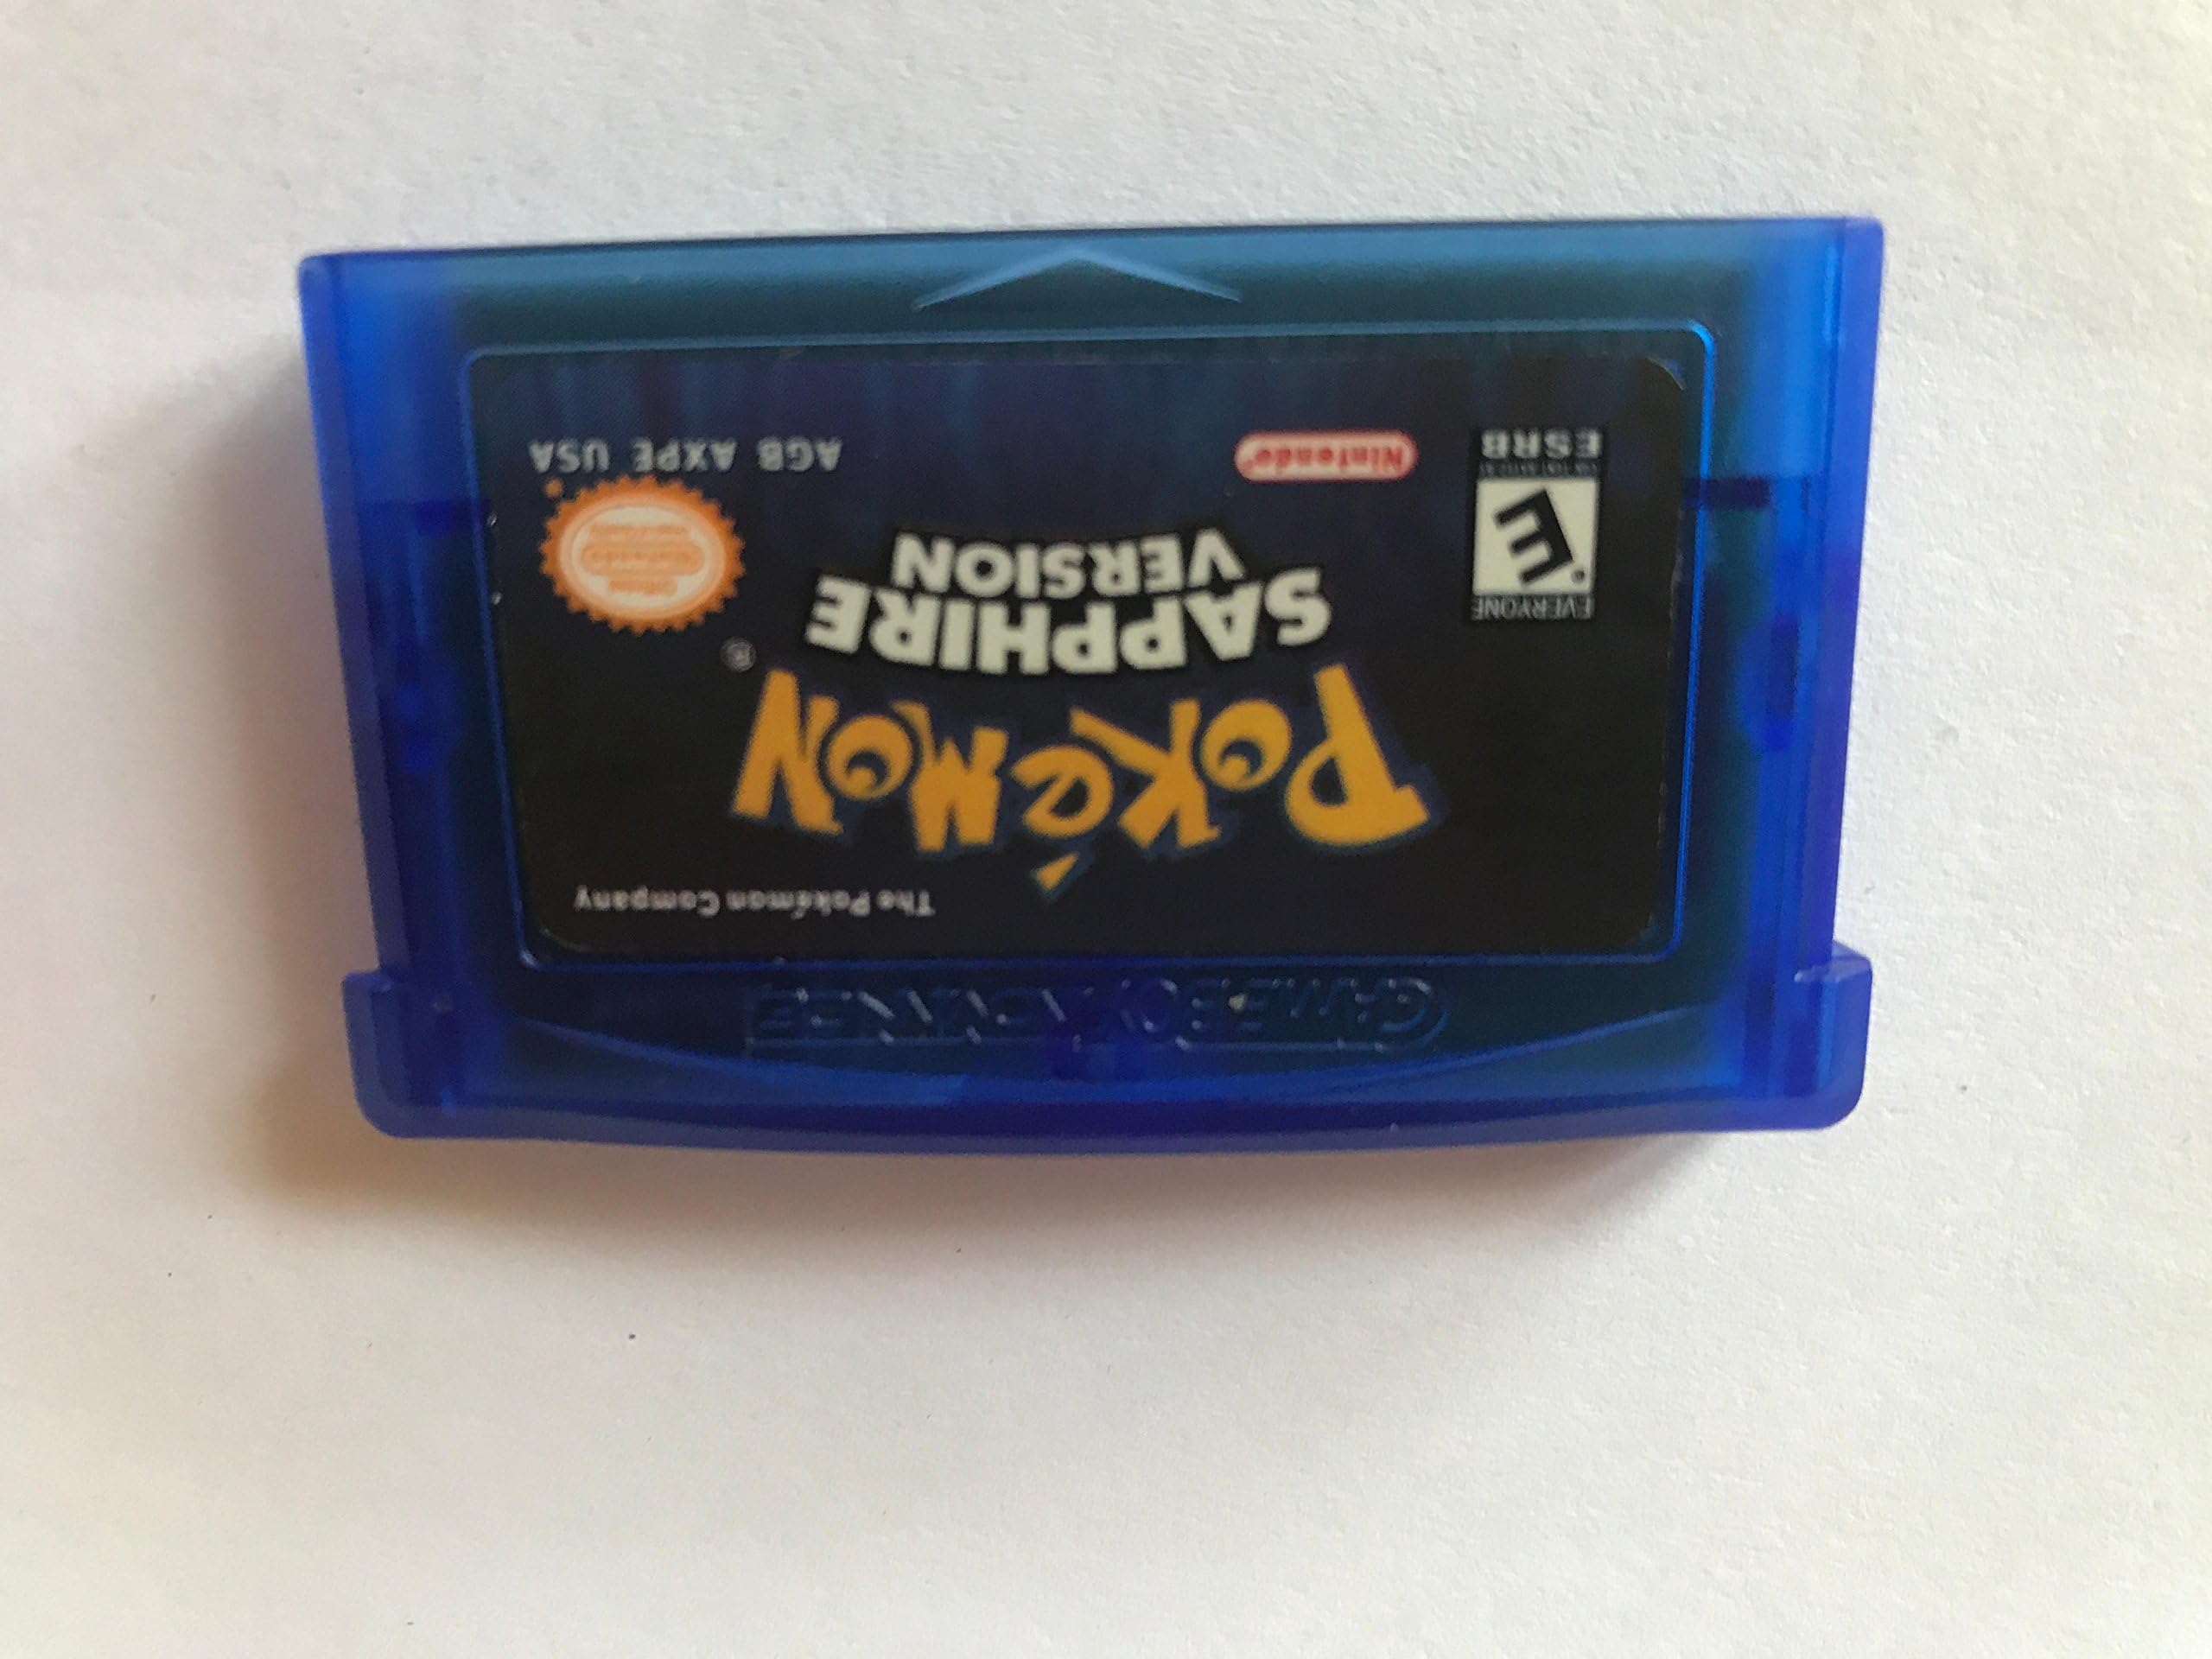 GAME BOY ADVANCE
The Pokémon Company
POKéMON
®
SAPPHIRE
VERSION
EVERYONE
E
ESRB
Nintendo®
AGB AXPE USA